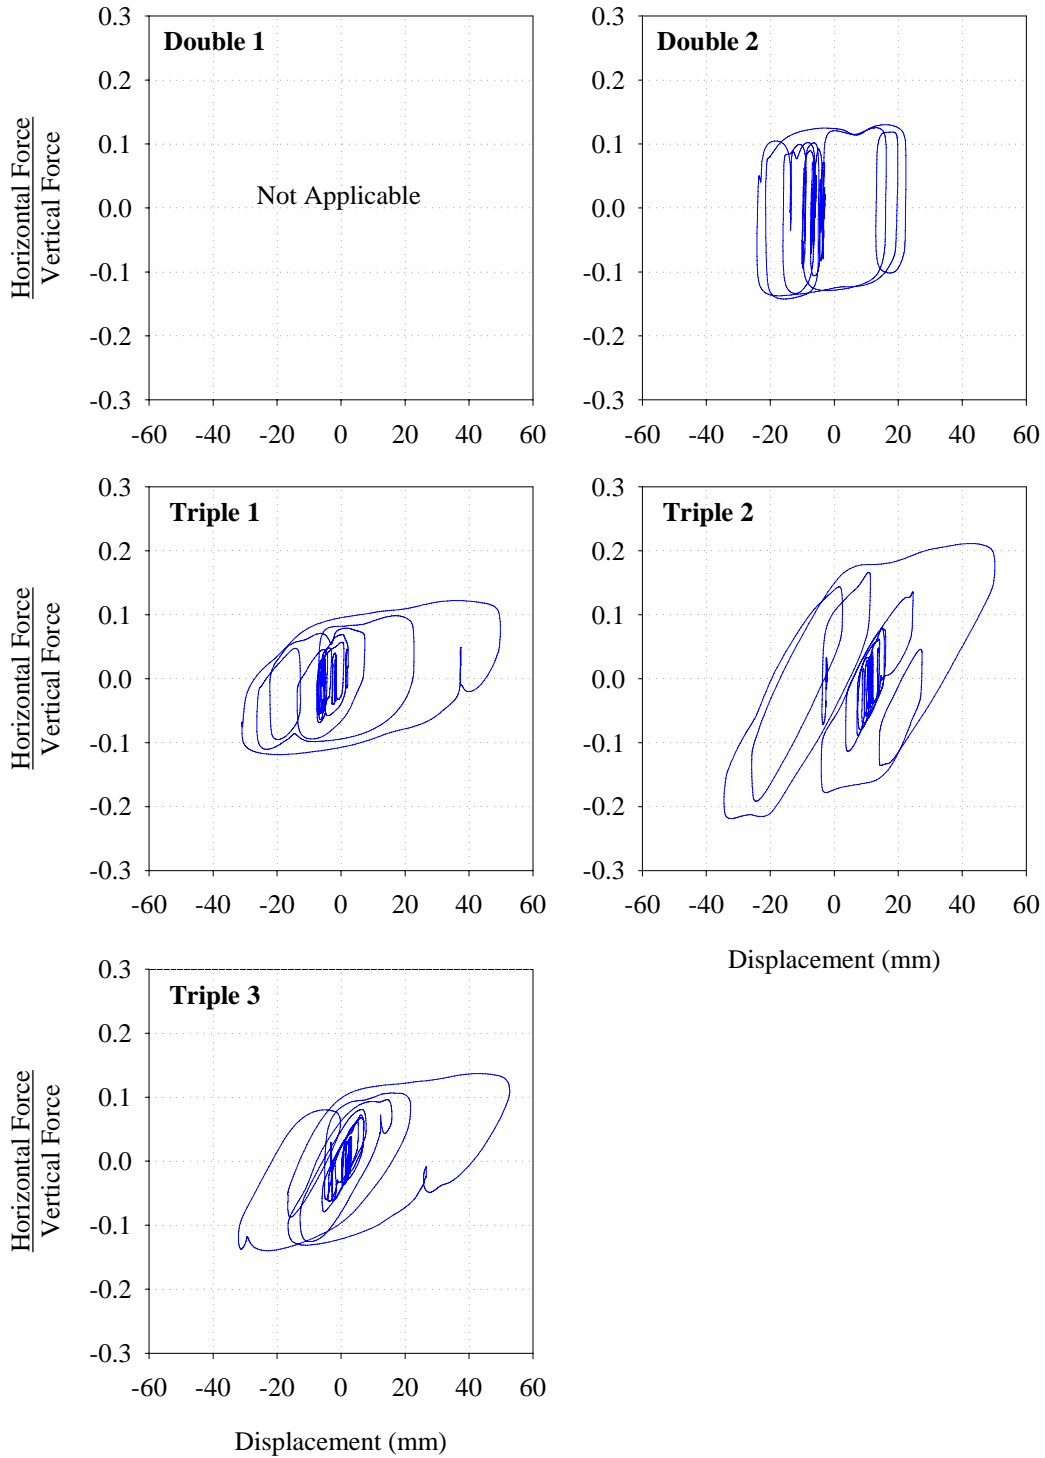 0.3
Double 1
0.2
0.1
0.0
-0.1
-0.2
-0.3
Horizontal Force
Vertical Force
Not Applicable
-60 -40 -20 0 20 40 60
0.3
Double 2
0.2
0.1
0.0
-0.1
-0.2
-0.3
-60 -40 -20 0 20 40 60
0.3
Triple 1
0.2
0.1
0.0
-0.1
-0.2
-0.3
Horizontal Force
Vertical Force
-60 -40 -20 0 20 40 60
0.3
Triple 2
0.2
0.1
0.0
-0.1
-0.2
-0.3
-60 -40 -20 0 20 40 60
Displacement (mm)
0.3
Triple 3
0.2
0.1
0.0
-0.1
-0.2
-0.3
Horizontal Force
Vertical Force
-60 -40 -20 0 20 40 60
Displacement (mm)